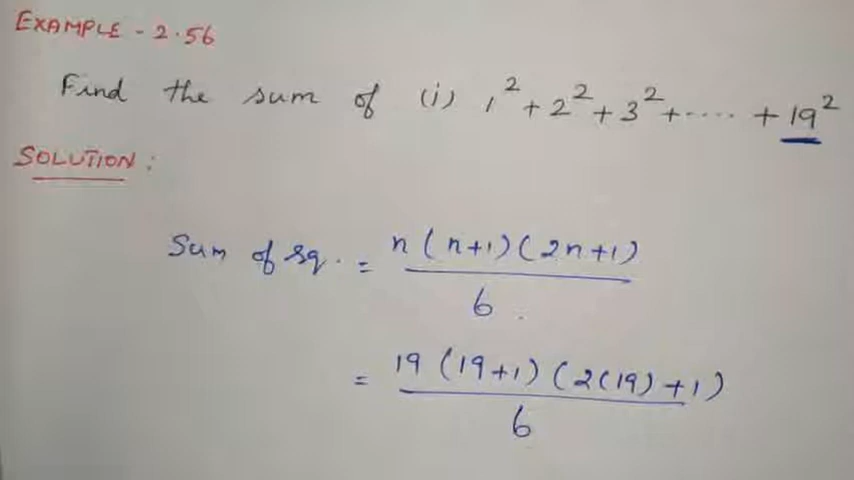 EXAMPLE - 2.56
Find the sum of (i) 1² + 2² + 3² + ..... + 19²
SOLUTION :
Sum of sq. = n(n+1)(2n+1)
6
= 19(19+1)(2(19)+1)
6